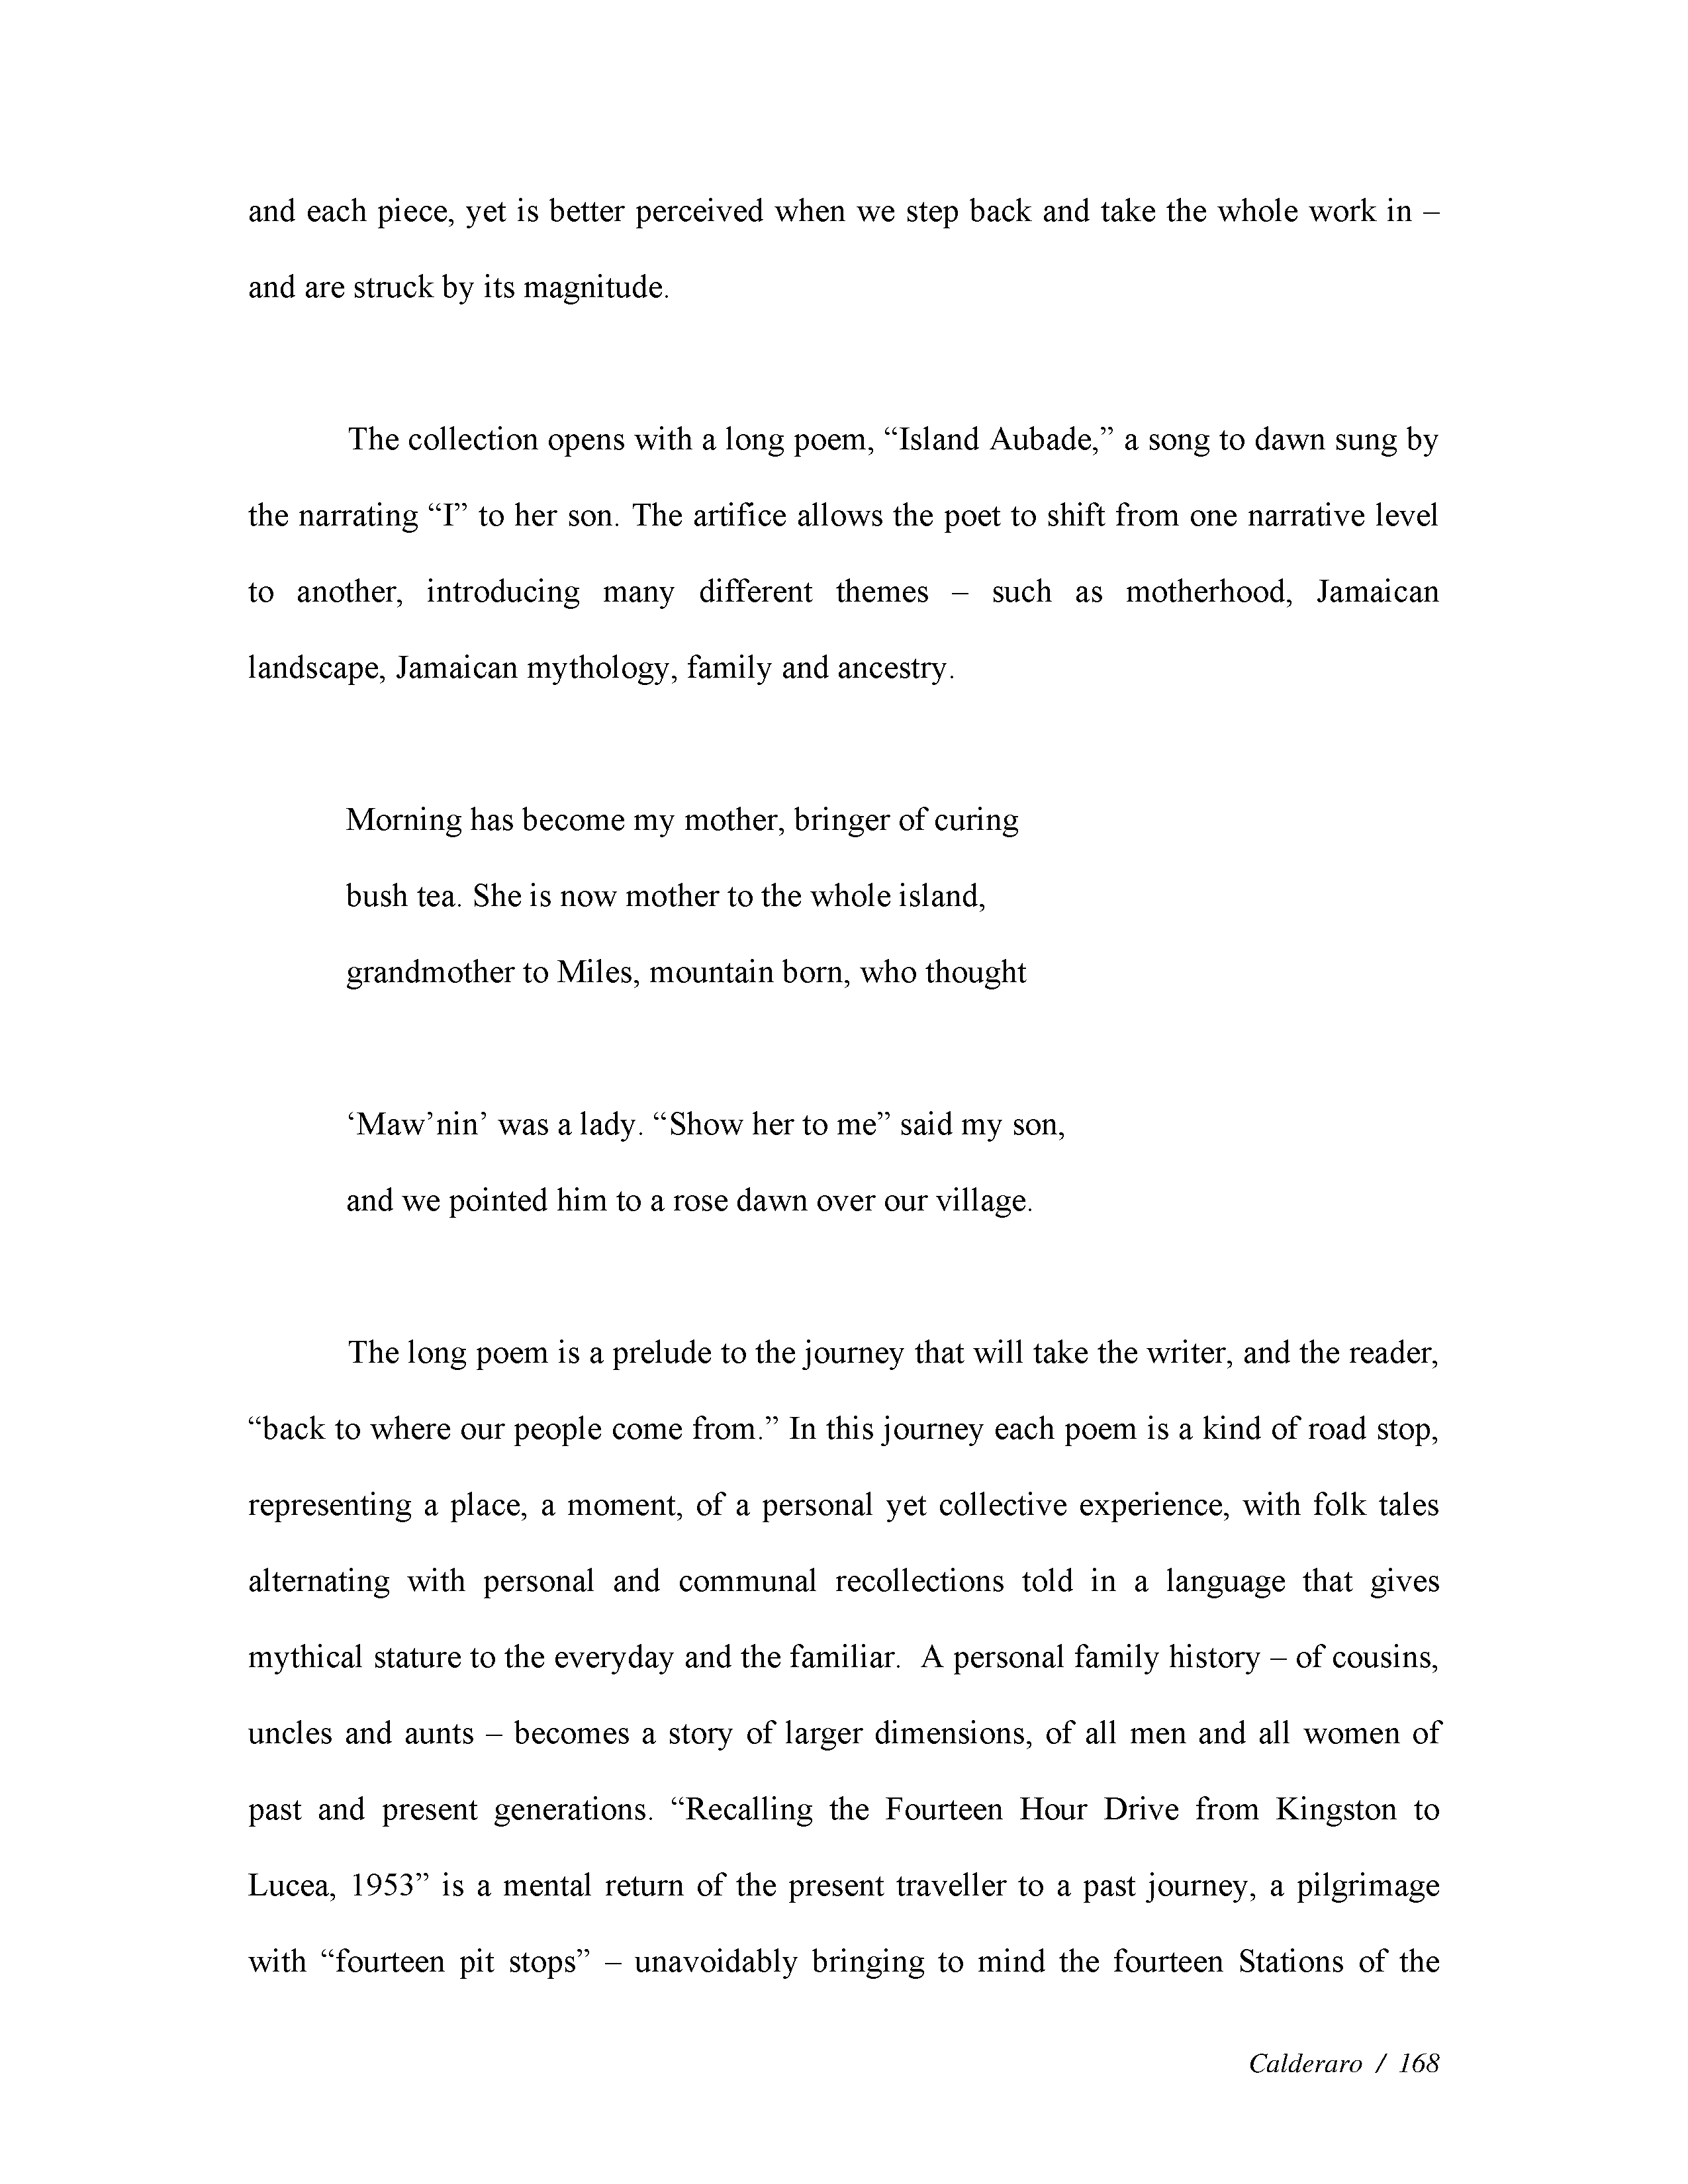 and each piece, yet is better perceived when we step back and take the whole work in –
and are struck by its magnitude.
The collection opens with a long poem, “Island Aubade,” a song to dawn sung by
the narrating “I” to her son. The artifice allows the poet to shift from one narrative level
to another, introducing many different themes – such as motherhood, Jamaican
landscape, Jamaican mythology, family and ancestry.
Morning has become my mother, bringer of curing
bush tea. She is now mother to the whole island,
grandmother to Miles, mountain born, who thought
‘Maw’nin’ was a lady. “Show her to me” said my son,
and we pointed him to a rose dawn over our village.
The long poem is a prelude to the journey that will take the writer, and the reader,
“back to where our people come from.” In this journey each poem is a kind of road stop,
representing a place, a moment, of a personal yet collective experience, with folk tales
alternating with personal and communal recollections told in a language that gives
mythical stature to the everyday and the familiar.  A personal family history – of cousins,
uncles and aunts – becomes a story of larger dimensions, of all men and all women of
past and present generations. “Recalling the Fourteen Hour Drive from Kingston to
Lucea, 1953” is a mental return of the present traveller to a past journey, a pilgrimage
with “fourteen pit stops” – unavoidably bringing to mind the fourteen Stations of the
Calderaro / 168